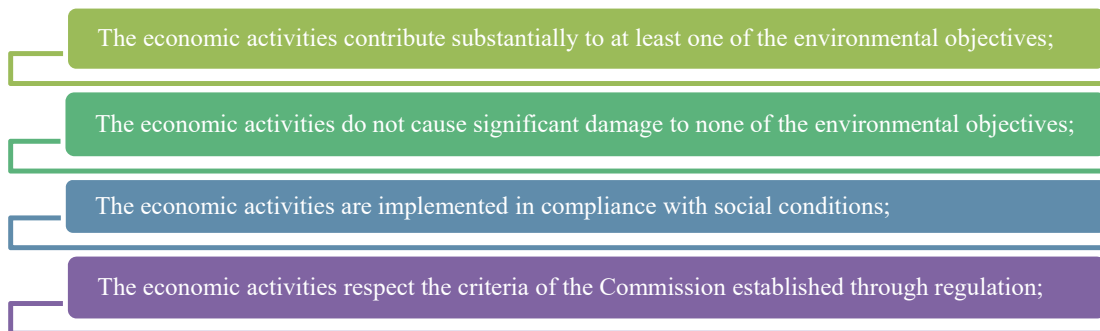 The economic activities contribute substantially to at least one of the environmental objectives;
The economic activities do not cause significant damage to none of the environmental objectives;
The economic activities are implemented in compliance with social conditions;
The economic activities respect the criteria of the Commission established through regulation;